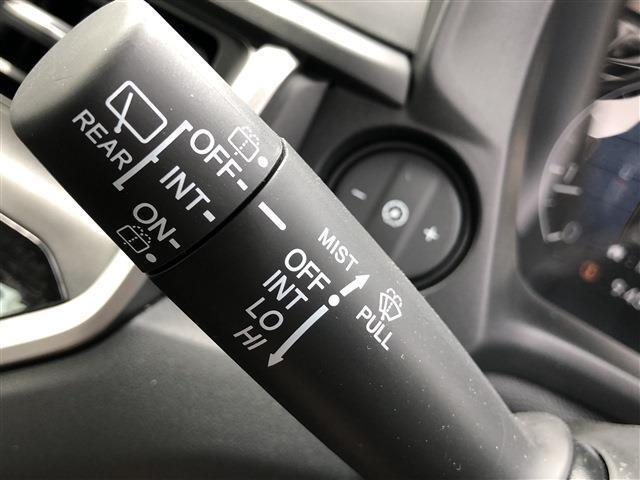 REAR
OFF-
INT-
ON-
MIST
OFF
INT
LO
HI
PULL
- +